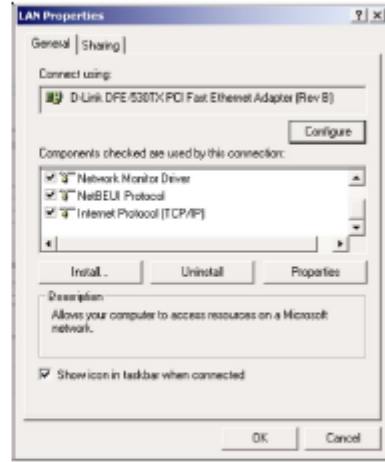 LAN Properties
General Sharing
Connect using:
D-Link DFE-530TX PCI Fast Ethernet Adapter (Rev B)
Configure
Components checked are used by this connection:
Network Monitor Driver
NetBEUI Protocol
Internet Protocol (TCP/IP)
Install... Uninstall Properties
Description
Allows your computer to access resources on a Microsoft
network.
Show icon in taskbar when connected
OK Cancel